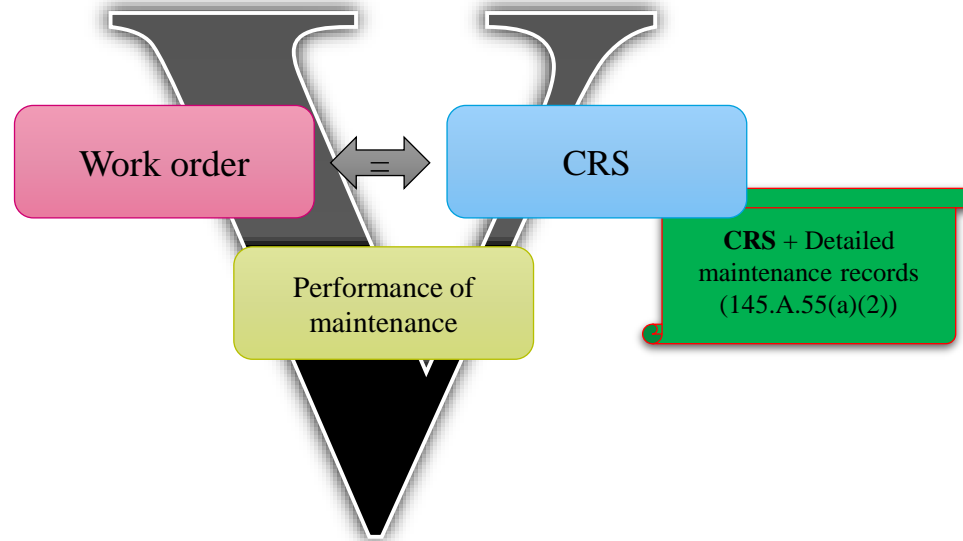 Work order
=
CRS
Performance of
maintenance
CRS + Detailed
maintenance records
(145.A.55(a)(2))